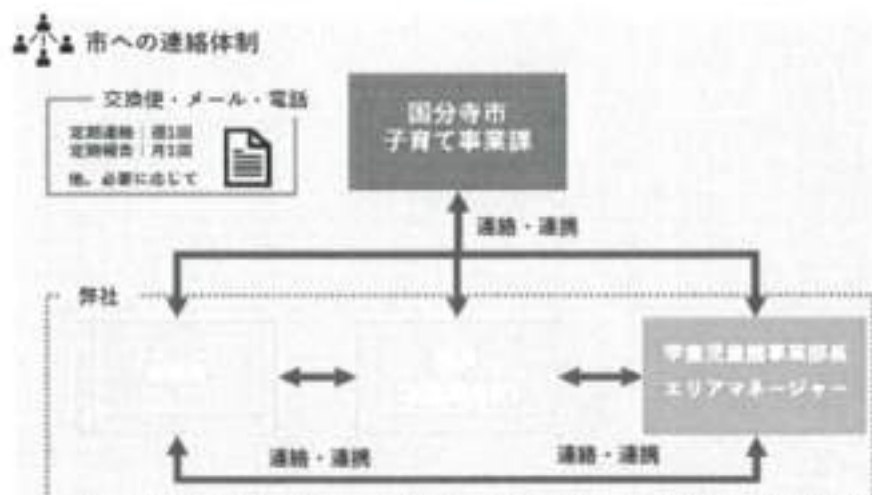 市への連絡体制
交換便・メール・電話
定期連絡|週1回
定期報告|月1回
他、必要に応じて
国分寺市
子育て事業課
連絡・連携
弊社
学童児童館事業部長
エリアマネージャー
連絡・連携
連絡・連携